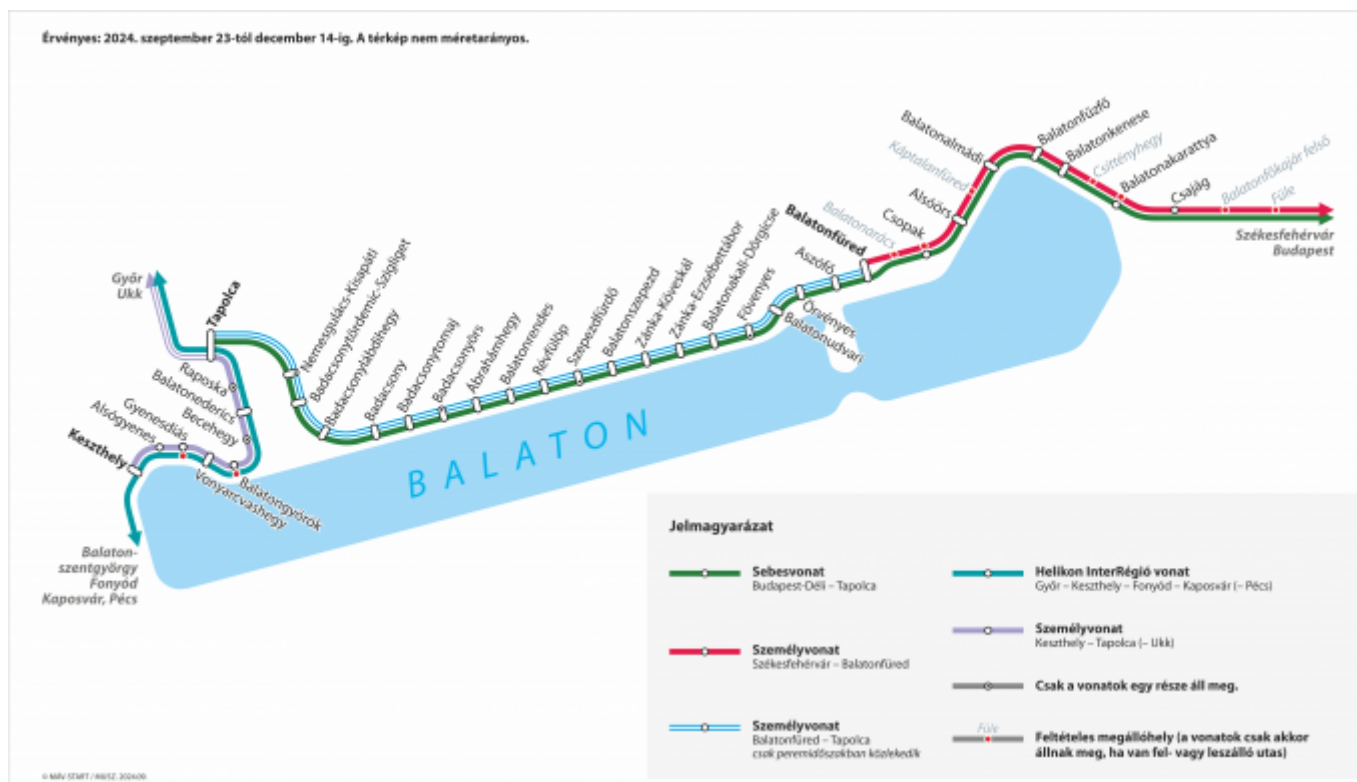 Érvényes: 2024. szeptember 23-tól december 14-ig. A térkép nem méretarányos.
Győr
Ukk
Tapolca
Nemesgulács-Kisapáti
Badacsonytördemic-Szigliget
Badacsonylábdihegy
Badacsony
Badacsonytomaj
Badacsonyörs
Ábrahámhegy
Balatonrendes
Révfülöp
Szepezdfürdő
Balatonszepezd
Zánka-Köveskál
Zánka-Erzsébettábor
Balatonakali-Dörgicse
Fövenyes
Balatonudvari
Örvényes
Aszófő
Balatonfüred
Balatonarács
Csopak
Alsóörs
Káptalanfüred
Balatonalmádi
Balatonfűzfő
Balatonkenese
Csittényhegy
Balatonakarattya
Csajág
Balatonfőkajár felső
Füle
Székesfehérvár
Budapest
Raposka
Balatonederics
Becehegy
Balatongyörök
Vonyarcvashegy
Gyenesdiás
Alsógyenes
Keszthely
Balaton-
szentgyörgy
Fonyód
Kaposvár, Pécs
BALATON
Jelmagyarázat
Sebesvonat
Budapest-Déli – Tapolca
Személyvonat
Székesfehérvár – Balatonfüred
Személyvonat
Balatonfüred – Tapolca
csak peremidőszakban közlekedik
Helikon InterRégió vonat
Győr – Keszthely – Fonyód – Kaposvár (– Pécs)
Személyvonat
Keszthely – Tapolca (– Ukk)
Csak a vonatok egy része áll meg.
Füle
Feltételes megállóhely (a vonatok csak akkor
állnak meg, ha van fel- vagy leszálló utas)